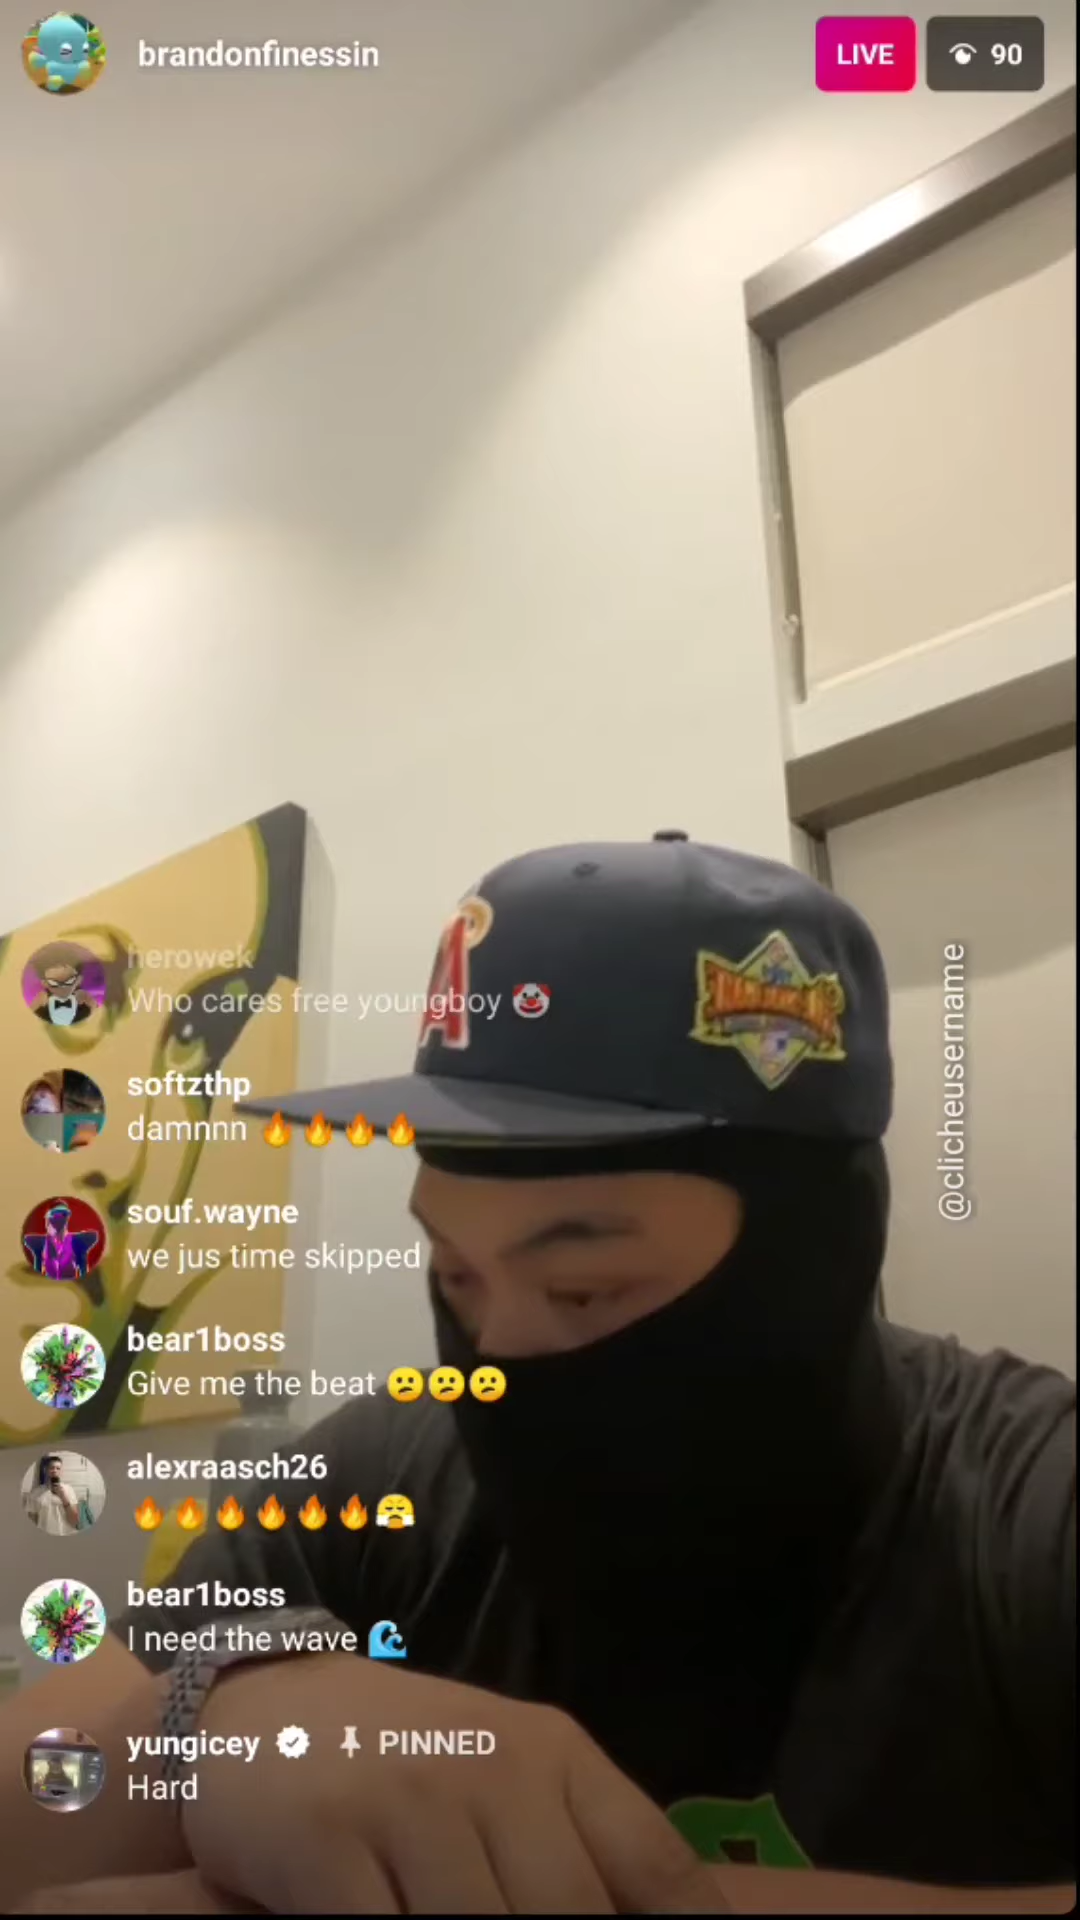 brandonfinessin
LIVE 90
herowek
Who cares free youngboy 🤡
softzthp
damnnn 🔥🔥🔥🔥
souf.wayne
we jus time skipped
bear1boss
Give me the beat 😕😕😕
alexraasch26
🔥🔥🔥🔥🔥🔥😤
bear1boss
I need the wave 🌊
yungicey PINNED
Hard
@clicheusername
A